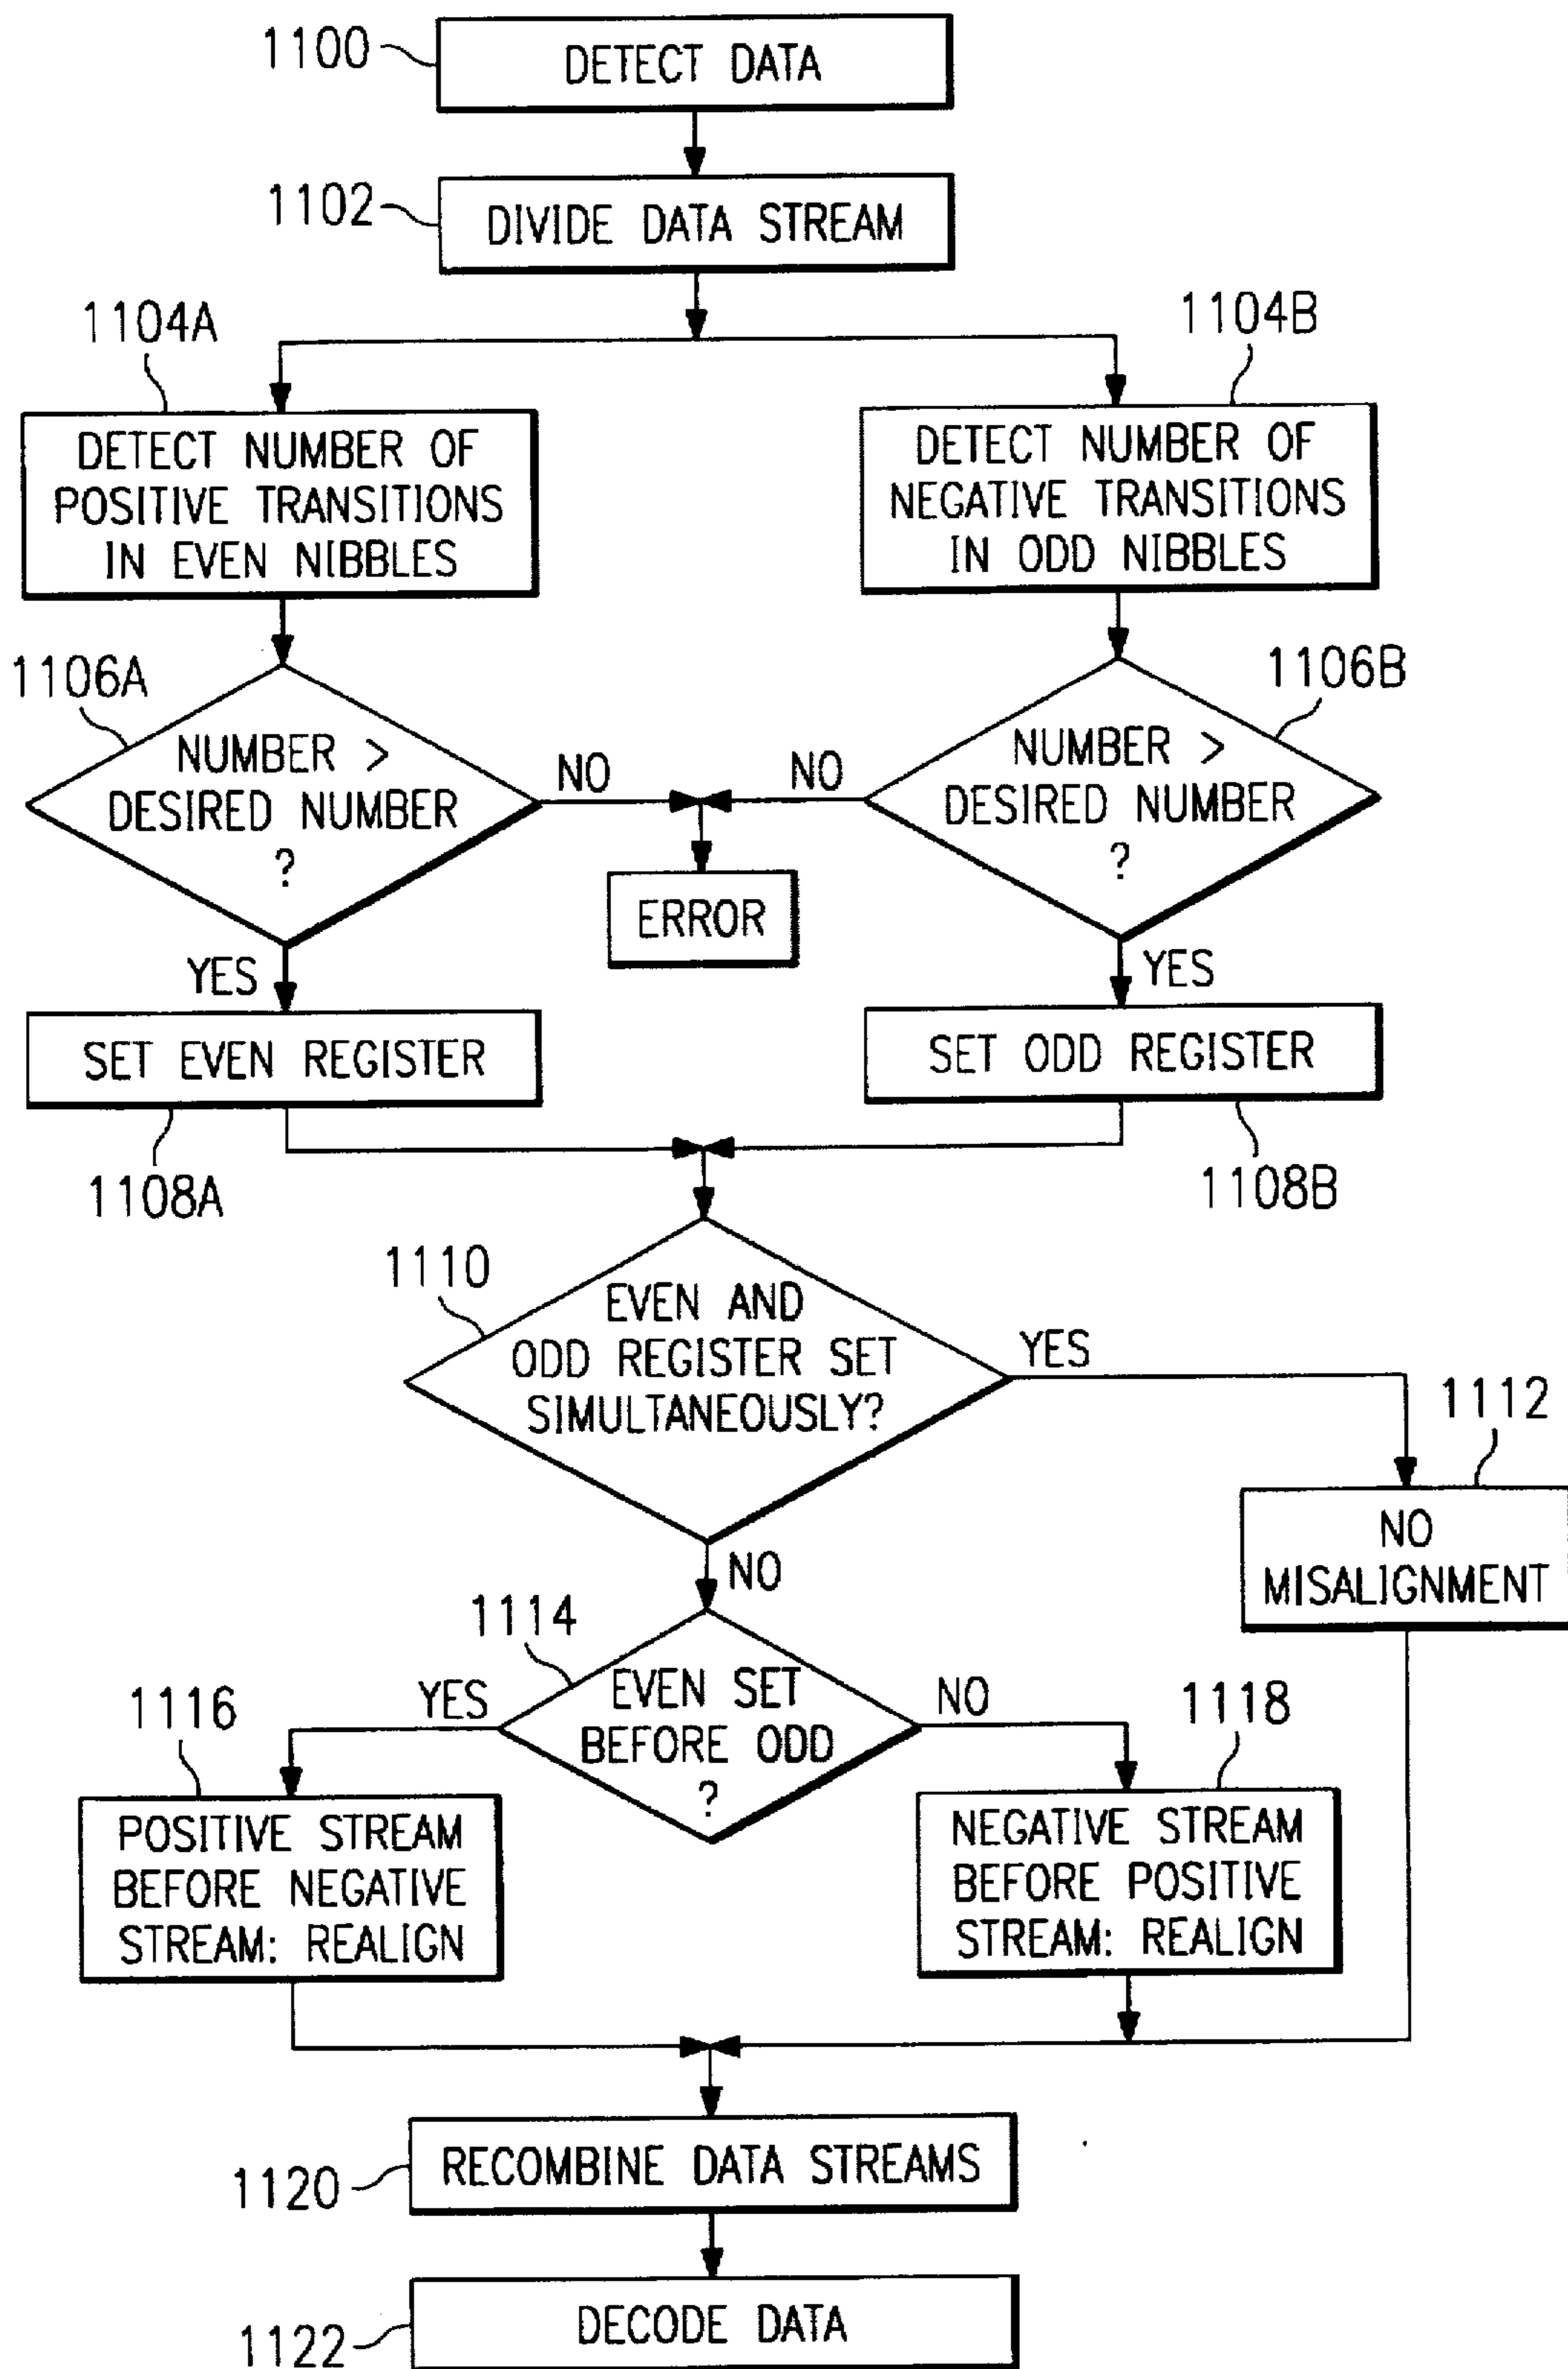 1100
DETECT DATA
1102
DIVIDE DATA STREAM
1104A
1104B
DETECT NUMBER OF
POSITIVE TRANSITIONS
IN EVEN NIBBLES
DETECT NUMBER OF
NEGATIVE TRANSITIONS
IN ODD NIBBLES
1106A
1106B
NUMBER >
DESIRED NUMBER
?
NO
NO
NUMBER >
DESIRED NUMBER
?
ERROR
YES
YES
SET EVEN REGISTER
SET ODD REGISTER
1108A
1108B
1110
EVEN AND
ODD REGISTER SET
SIMULTANEOUSLY?
YES
1112
NO
MISALIGNMENT
NO
1114
EVEN SET
BEFORE ODD
?
YES
NO
1116
1118
POSITIVE STREAM
BEFORE NEGATIVE
STREAM: REALIGN
NEGATIVE STREAM
BEFORE POSITIVE
STREAM: REALIGN
RECOMBINE DATA STREAMS
1120
DECODE DATA
1122